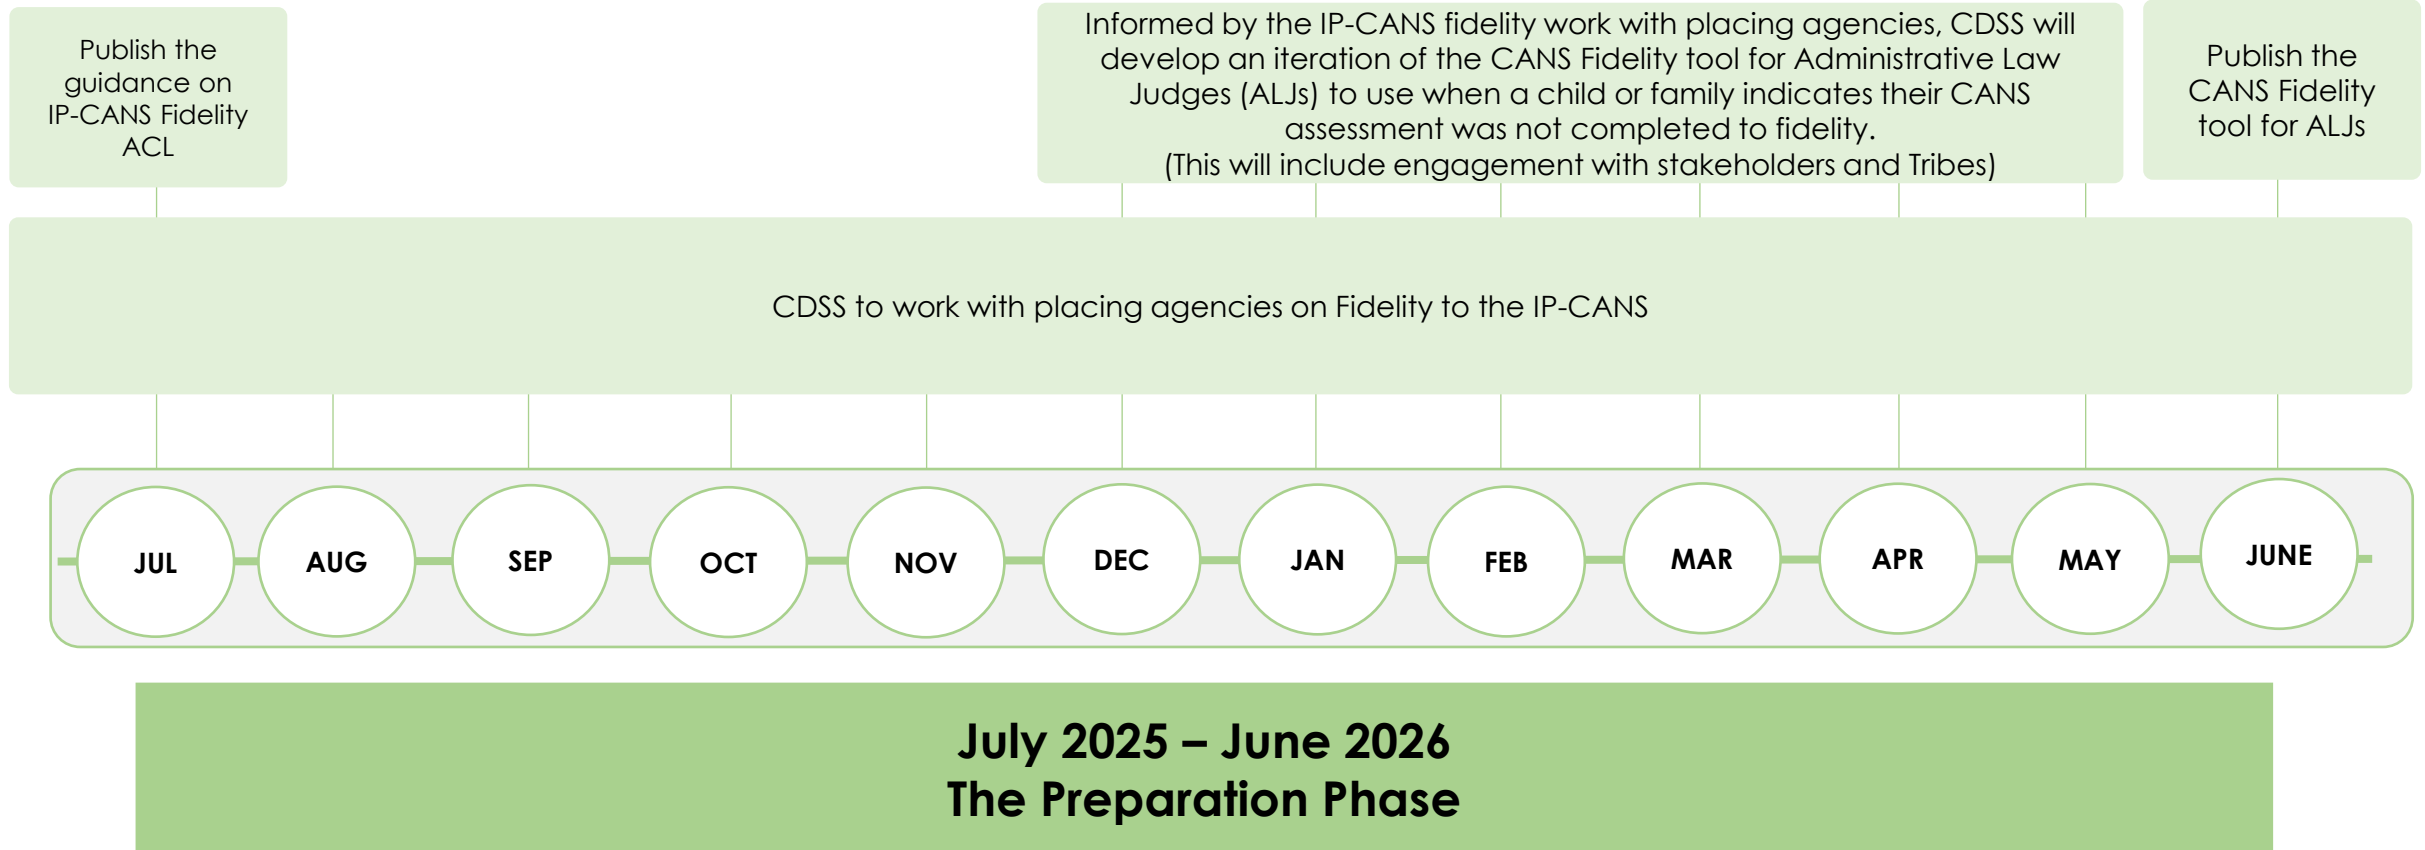 Publish the
guidance on
IP-CANS Fidelity
ACL
Informed by the IP-CANS fidelity work with placing agencies, CDSS will
develop an iteration of the CANS Fidelity tool for Administrative Law
Judges (ALJs) to use when a child or family indicates their CANS
assessment was not completed to fidelity.
(This will include engagement with stakeholders and Tribes)
Publish the
CANS Fidelity
tool for ALJs
CDSS to work with placing agencies on Fidelity to the IP-CANS
JUL
AUG
SEP
OCT
NOV
DEC
JAN
FEB
MAR
APR
MAY
JUNE
July 2025 – June 2026
The Preparation Phase